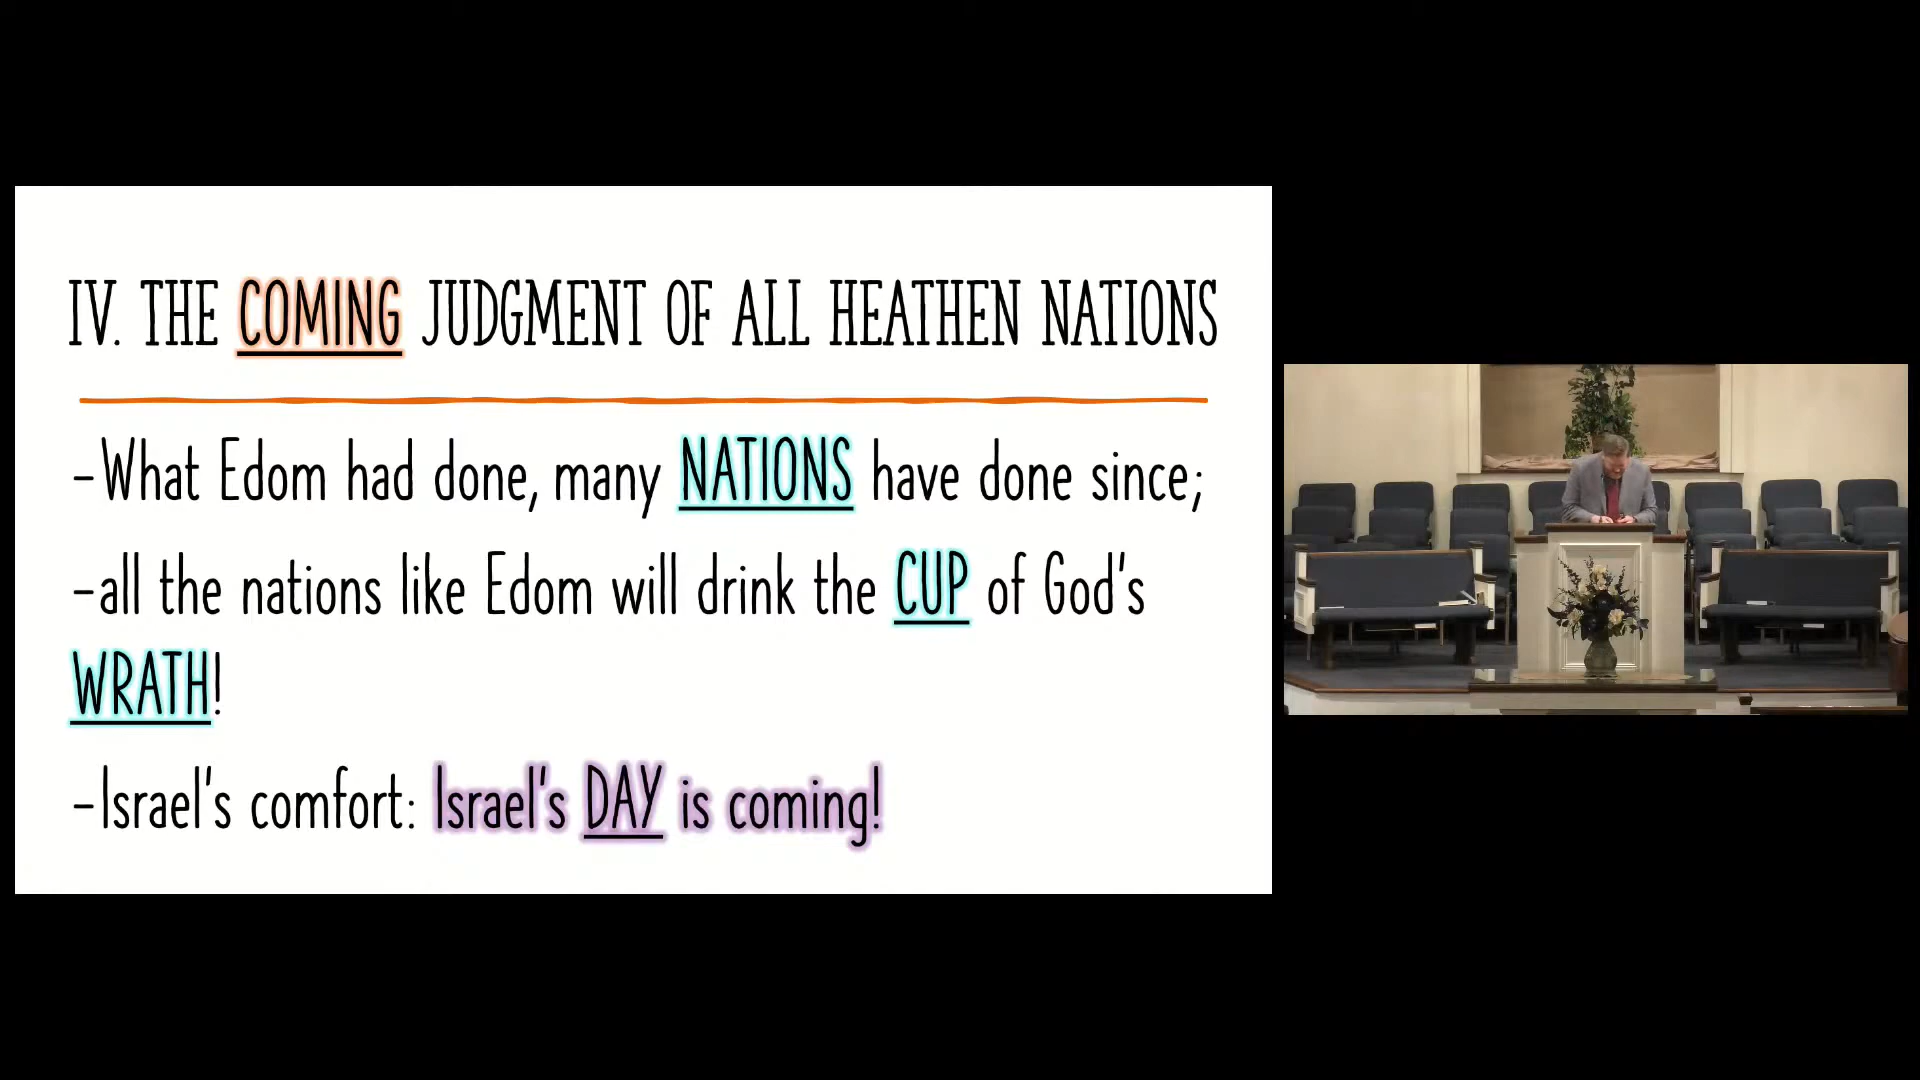 IV. THE COMING JUDGMENT OF ALL HEATHEN NATIONS
-What Edom had done, many NATIONS have done since;
-all the nations like Edom will drink the CUP of God's
WRATH!
-Israel's comfort: Israel's DAY is coming!